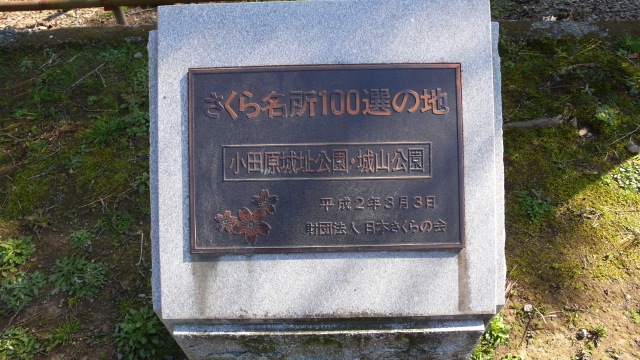 さくら名所100選の地
小田原城址公園・城山公園
平成2年3月3日
財団法人 日本さくらの会